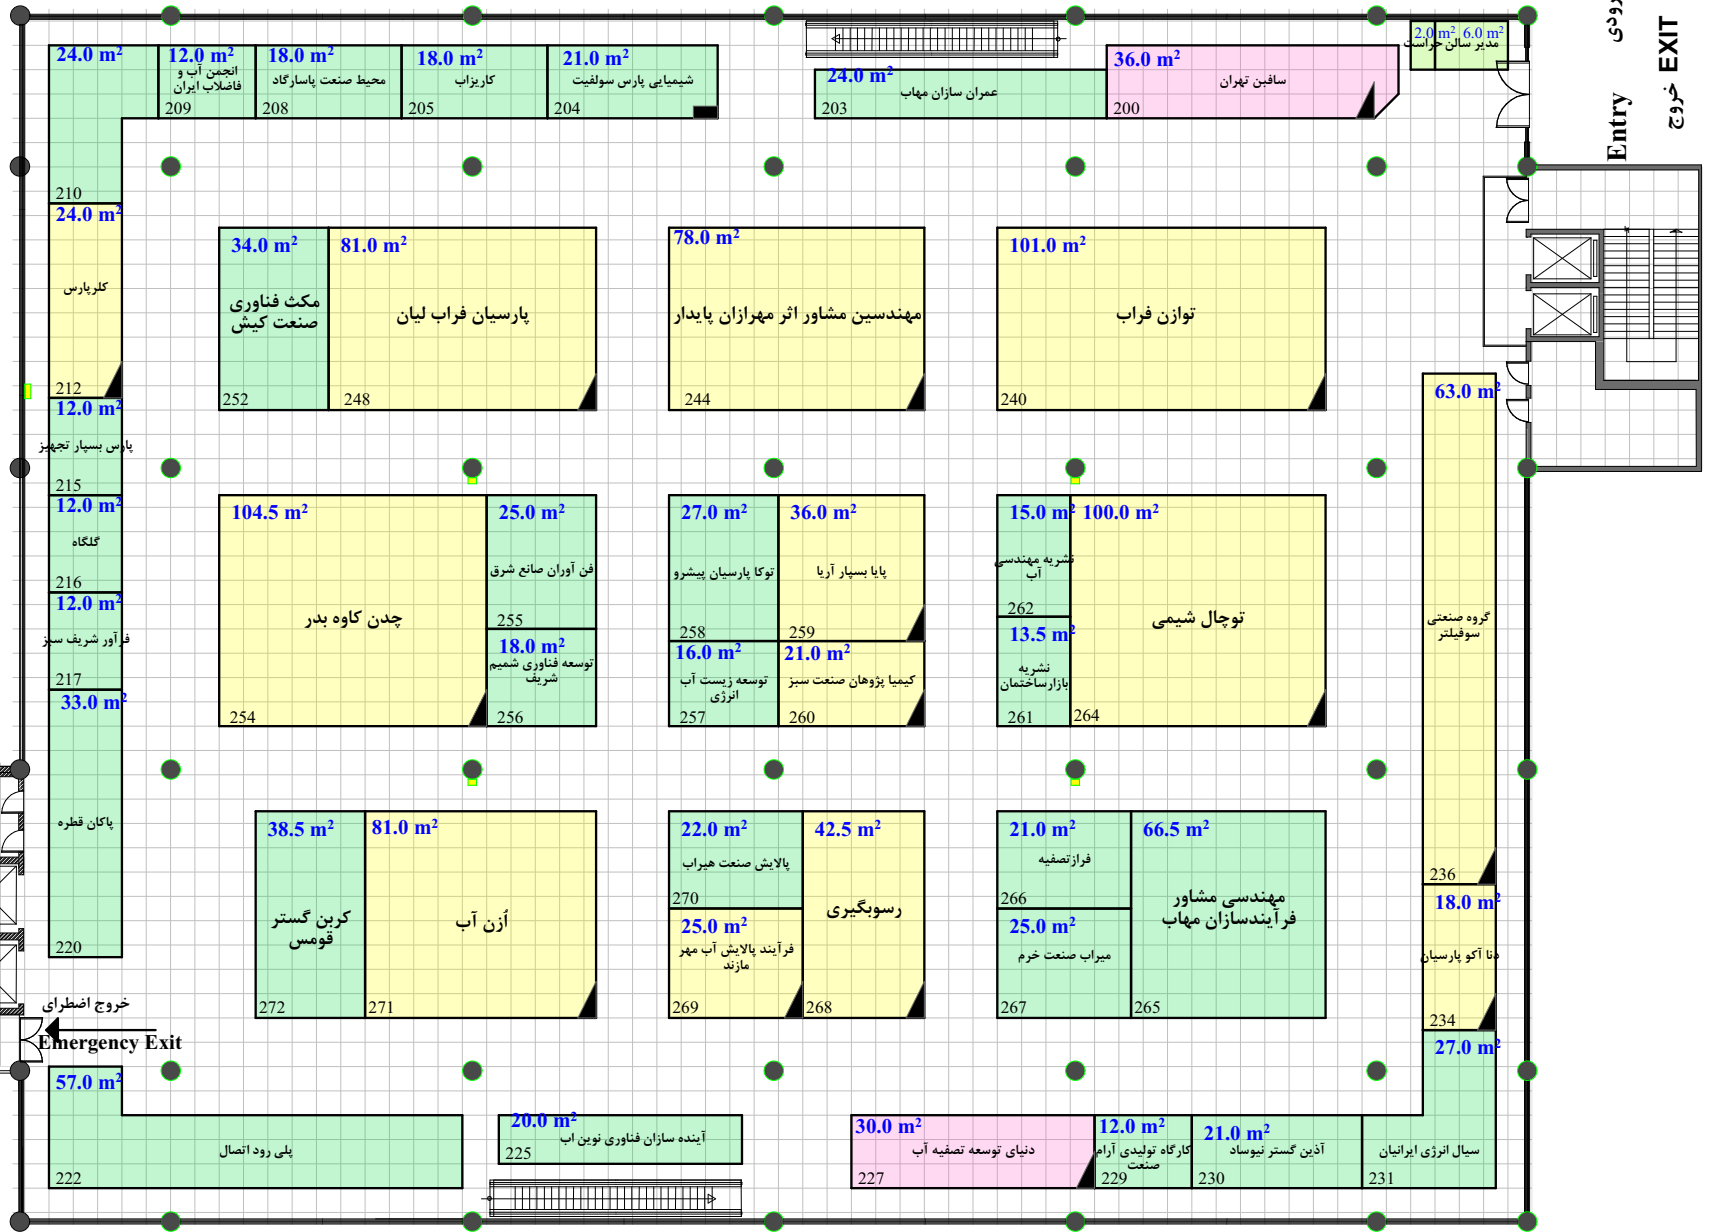 24.0 m²
210
12.0 m²
انجمن آب و
فاضلاب ایران
209
18.0 m²
محیط صنعت پاسارگاد
208
18.0 m²
کاریزاب
205
21.0 m²
شیمیایی پارس سولفیت
204
24.0 m²
عمران سازان مهاب
203
36.0 m²
سافین تهران
200
2.0 m²
6.0 m²
مدیر سالن
حراست
ورودی
Entry
خروج EXIT
24.0 m²
کلرپارس
212
34.0 m²
مکث فناوری
صنعت کیش
252
81.0 m²
پارسیان فراب لیان
248
78.0 m²
مهندسین مشاور اثر مهرازان پایدار
244
101.0 m²
توازن فراب
240
12.0 m²
پارس بسپار تجهیز
215
12.0 m²
گلگاه
216
12.0 m²
فرآور شریف سبز
217
33.0 m²
پاکان قطره
220
104.5 m²
چدن کاوه بدر
254
25.0 m²
فن آوران صانع شرق
255
18.0 m²
توسعه فناوری شمیم
شریف
256
27.0 m²
توکا پارسیان پیشرو
258
36.0 m²
پایا بسپار آریا
259
16.0 m²
توسعه زیست آب
انرژی
257
21.0 m²
کیمیا پژوهان صنعت سبز
260
15.0 m²
نشریه مهندسی
آب
262
13.5 m²
نشریه
بازارساختمان
261
100.0 m²
توچال شیمی
264
63.0 m²
گروه صنعتی
سوفیلتر
236
38.5 m²
کربن گستر
قومس
272
81.0 m²
اُزن آب
271
22.0 m²
پالایش صنعت هیراب
270
42.5 m²
رسوبگیری
268
25.0 m²
فرآیند پالایش آب مهر
مازند
269
21.0 m²
فرازتصفیه
266
25.0 m²
میراب صنعت خرم
267
66.5 m²
مهندسی مشاور
فرآیندسازان مهاب
265
18.0 m²
دنا آکو پارسیان
234
خروج اضطرای
Emergency Exit
57.0 m²
پلی رود اتصال
222
20.0 m²
آینده سازان فناوری نوین اب
225
30.0 m²
دنیای توسعه تصفیه آب
227
12.0 m²
کارگاه تولیدی آرام
صنعت
229
21.0 m²
آذین گستر نیوساد
230
27.0 m²
سیال انرژی ایرانیان
231